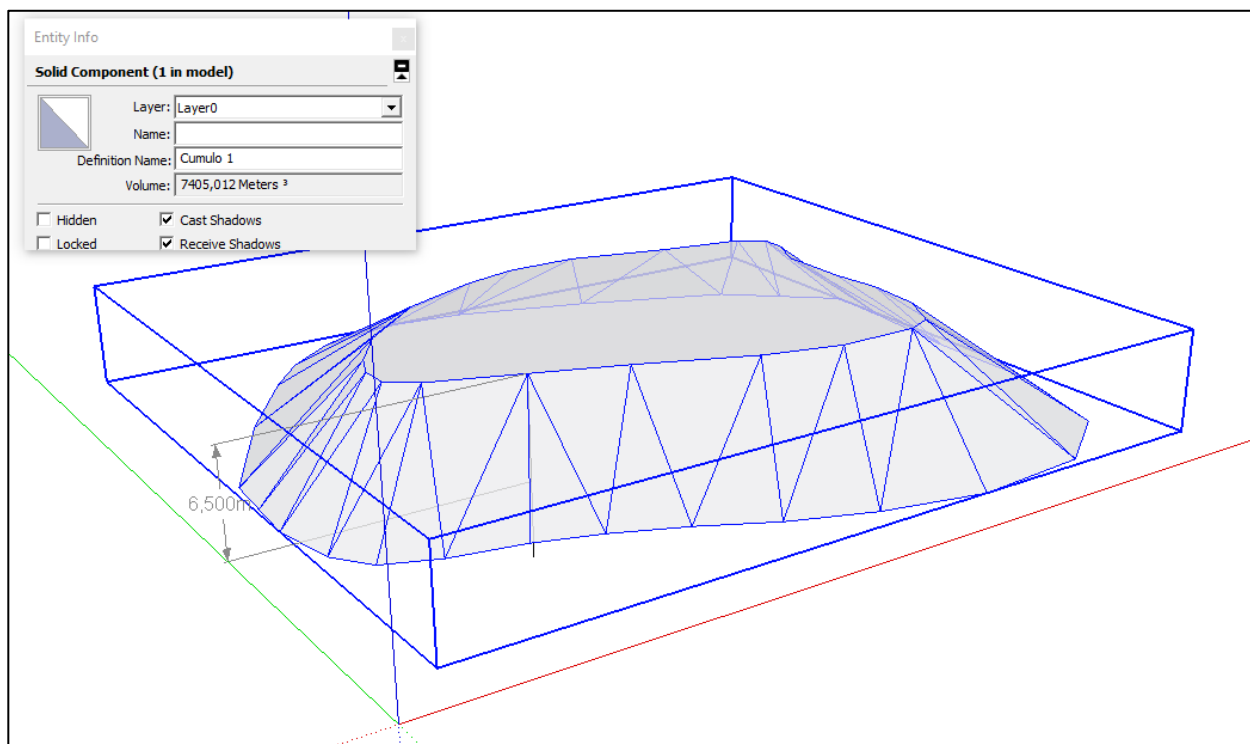 Entity Info
Solid Component (1 in model)
Layer: Layer0
Name:
Definition Name: Cumulo 1
Volume: 7405,012 Meters ³
Hidden Cast Shadows
Locked Receive Shadows
6,500m